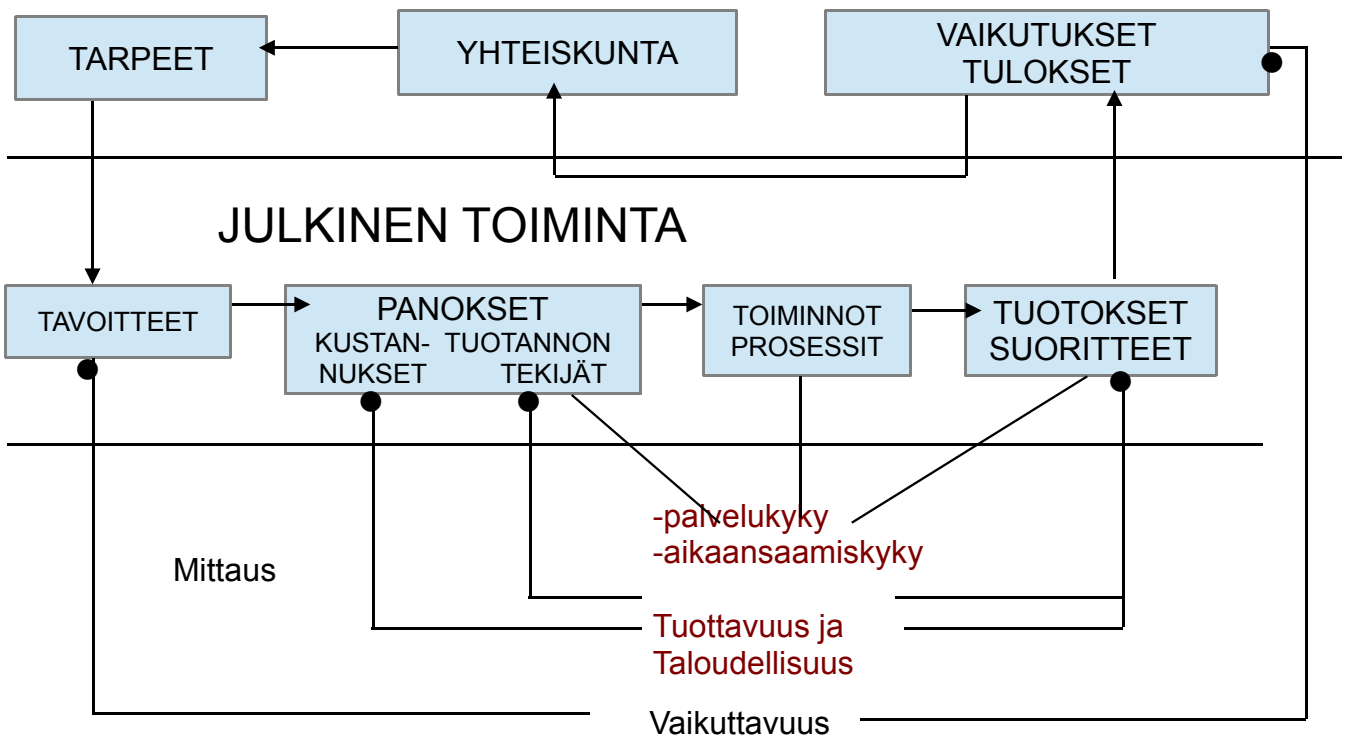 TARPEET
YHTEISKUNTA
VAIKUTUKSET
TULOKSET
JULKINEN TOIMINTA
TAVOITTEET
PANOKSET
KUSTAN- TUOTANNON
NUKSET TEKIJÄT
TOIMINNOT
PROSESSIT
TUOTOKSET
SUORITTEET
Mittaus
-palvelukyky
-aikaansaamiskyky
Tuottavuus ja
Taloudellisuus
Vaikuttavuus